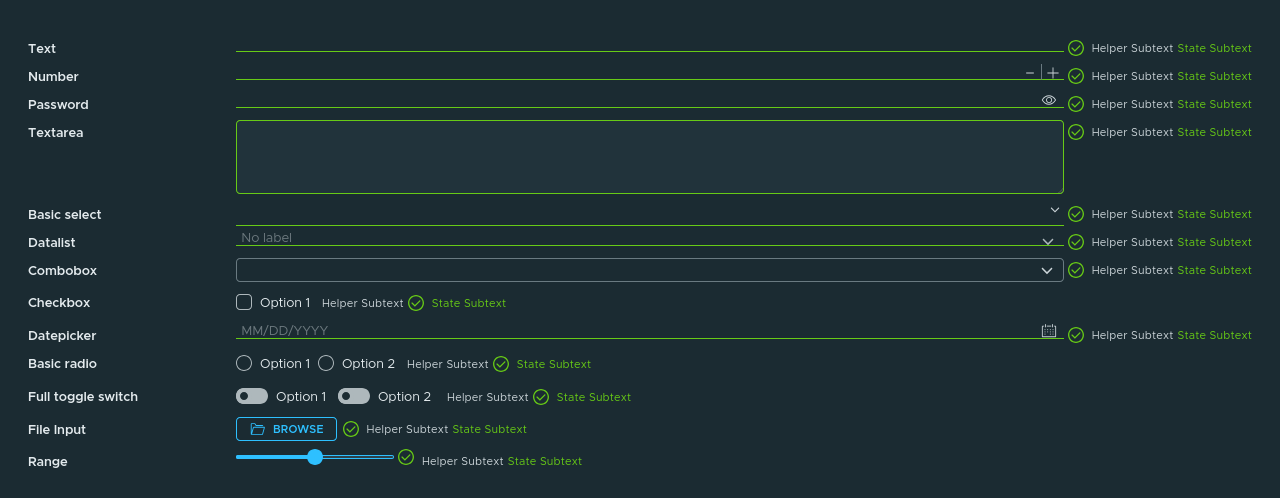 Text Helper Subtext State Subtext
Number Helper Subtext State Subtext
Password Helper Subtext State Subtext
Textarea Helper Subtext State Subtext
Basic select Helper Subtext State Subtext
Datalist No label Helper Subtext State Subtext
Combobox Helper Subtext State Subtext
Checkbox Option 1 Helper Subtext State Subtext
Datepicker MM/DD/YYYY Helper Subtext State Subtext
Basic radio Option 1 Option 2 Helper Subtext State Subtext
Full toggle switch Option 1 Option 2 Helper Subtext State Subtext
File Input BROWSE Helper Subtext State Subtext
Range Helper Subtext State Subtext